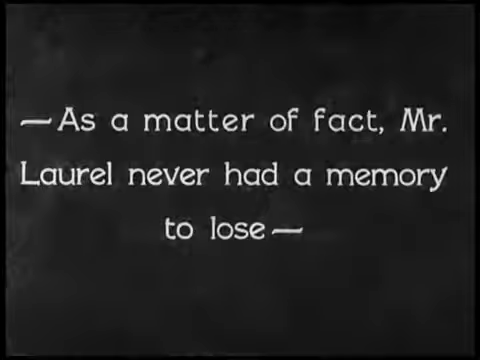 —As a matter of fact, Mr.
Laurel never had a memory
to lose—